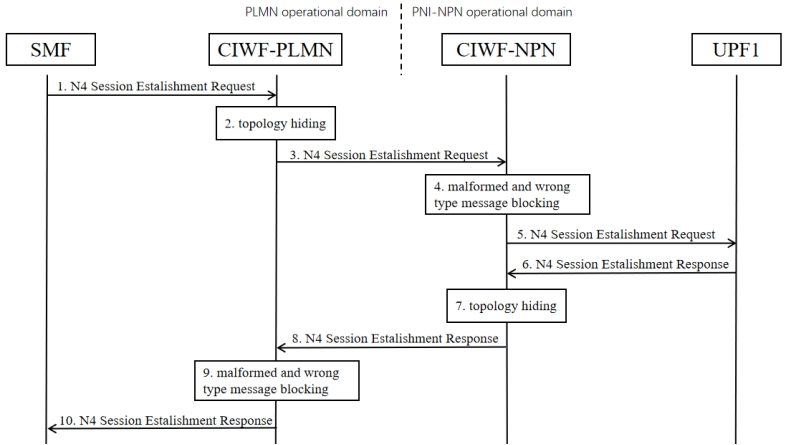 PLMN operational domain
PNI-NPN operational domain
SMF
CIWF-PLMN
CIWF-NPN
UPF1
1. N4 Session Estalishment Request
2. topology hiding
3. N4 Session Estalishment Request
4. malformed and wrong
type message blocking
5. N4 Session Estalishment Request
6. N4 Session Estalishment Response
7. topology hiding
8. N4 Session Estalishment Response
9. malformed and wrong
type message blocking
10. N4 Session Estalishment Response